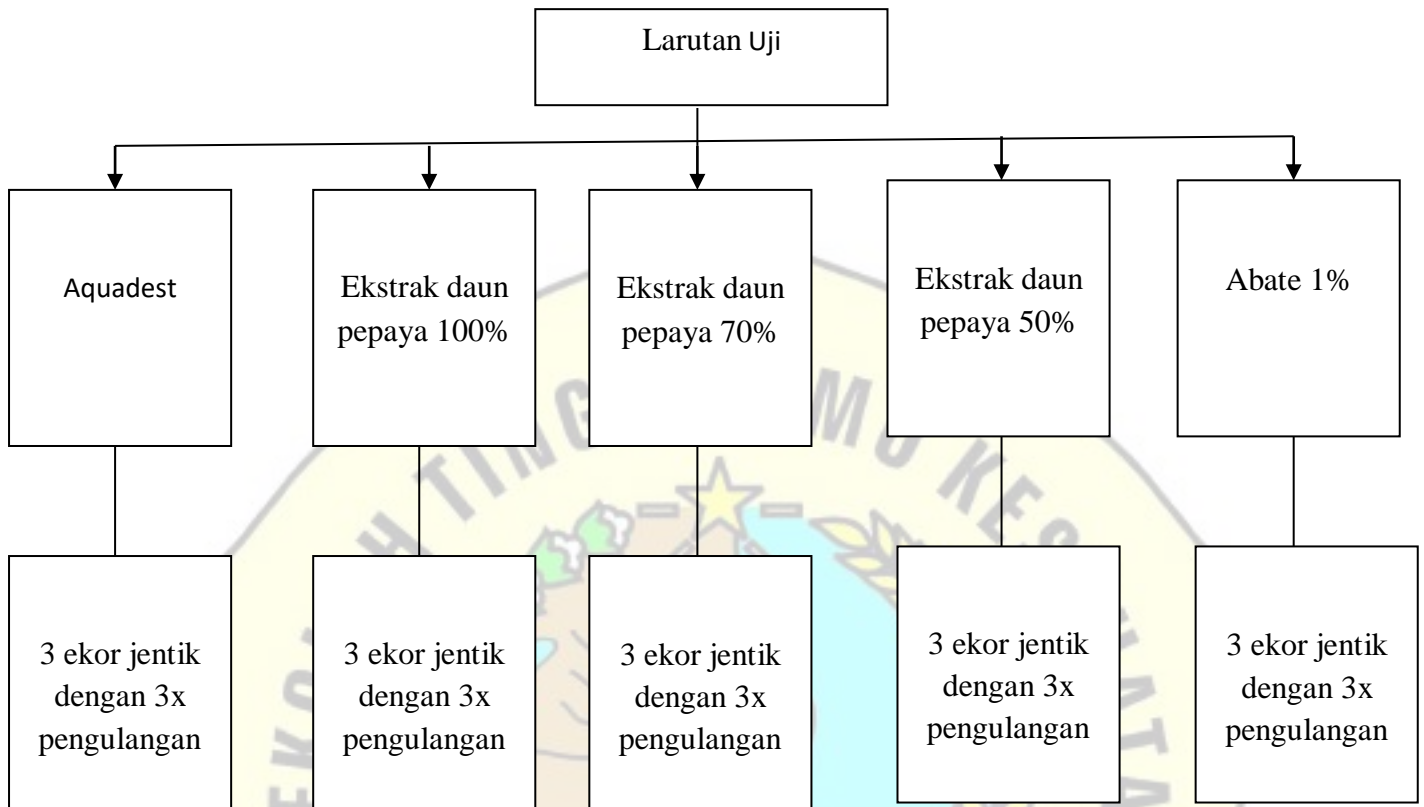 Larutan Uji
Aquadest
Ekstrak daun
pepaya 100%
Ekstrak daun
pepaya 70%
Ekstrak daun
pepaya 50%
Abate 1%
3 ekor jentik
dengan 3x
pengulangan
3 ekor jentik
dengan 3x
pengulangan
3 ekor jentik
dengan 3x
pengulangan
3 ekor jentik
dengan 3x
pengulangan
3 ekor jentik
dengan 3x
pengulangan